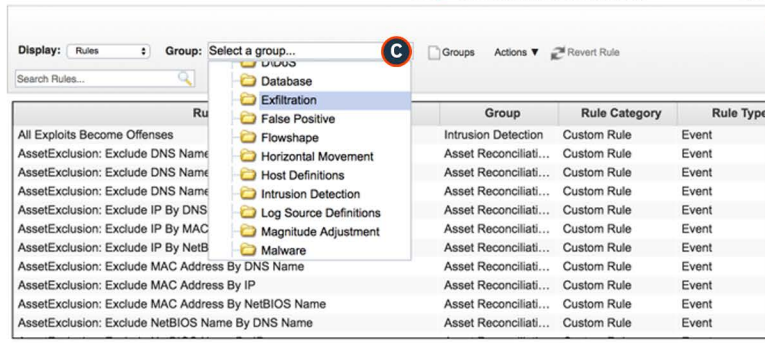 Display: Rules Group: Select a group... C Groups Actions ▼ Revert Rule
Search Rules...
DDoS
Database
Exfiltration
False Positive
Flowshape
Horizontal Movement
Host Definitions
Intrusion Detection
Log Source Definitions
Magnitude Adjustment
Malware
Ru Group Rule Category Rule Type
All Exploits Become Offenses Intrusion Detection Custom Rule Event
AssetExclusion: Exclude DNS Name Asset Reconciliati... Custom Rule Event
AssetExclusion: Exclude DNS Name Asset Reconciliati... Custom Rule Event
AssetExclusion: Exclude DNS Name Asset Reconciliati... Custom Rule Event
AssetExclusion: Exclude IP By DNS Asset Reconciliati... Custom Rule Event
AssetExclusion: Exclude IP By MAC Asset Reconciliati... Custom Rule Event
AssetExclusion: Exclude IP By NetB Asset Reconciliati... Custom Rule Event
AssetExclusion: Exclude MAC Address By DNS Name Asset Reconciliati... Custom Rule Event
AssetExclusion: Exclude MAC Address By IP Asset Reconciliati... Custom Rule Event
AssetExclusion: Exclude MAC Address By NetBIOS Name Asset Reconciliati... Custom Rule Event
AssetExclusion: Exclude NetBIOS Name By DNS Name Asset Reconciliati... Custom Rule Event